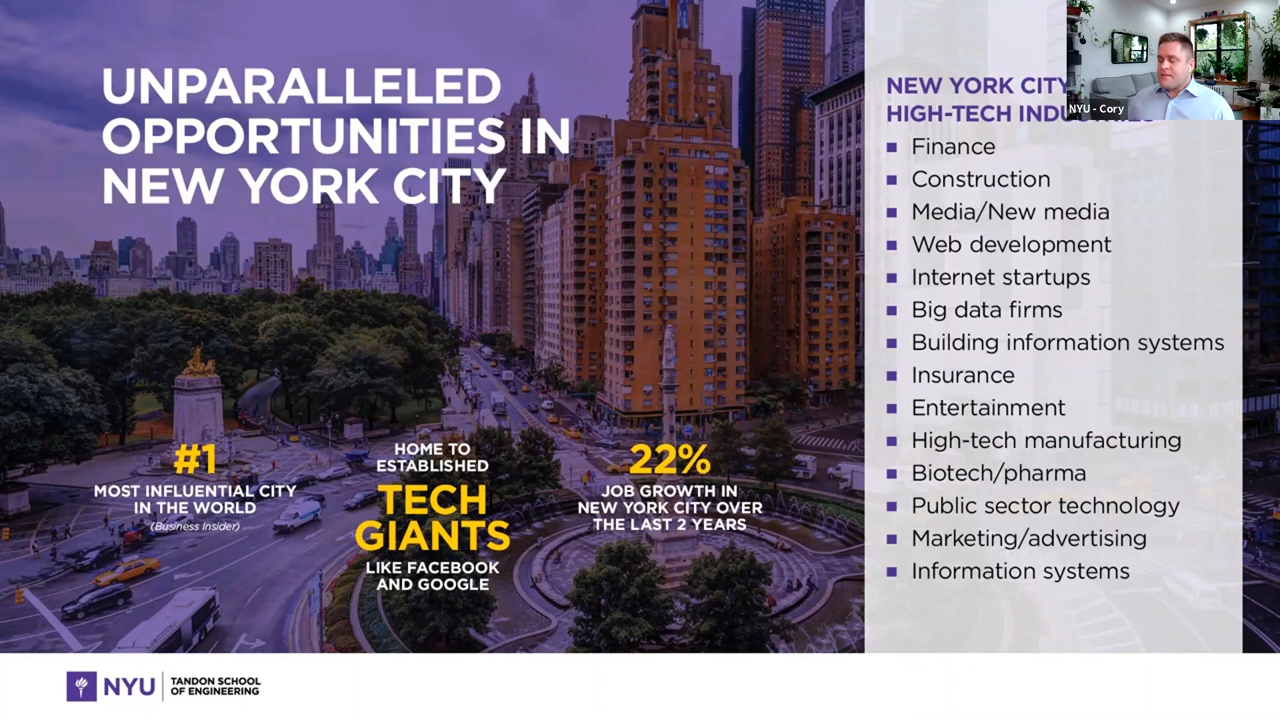 UNPARALLELED
OPPORTUNITIES IN
NEW YORK CITY
#1
MOST INFLUENTIAL CITY
IN THE WORLD
(Business Insider)
HOME TO
ESTABLISHED
TECH
GIANTS
LIKE FACEBOOK
AND GOOGLE
22%
JOB GROWTH IN
NEW YORK CITY OVER
THE LAST 2 YEARS
NEW YORK CITY
HIGH-TECH
Finance
Construction
Media/New media
Web development
Internet startups
Big data firms
Building information systems
Insurance
Entertainment
High-tech manufacturing
Biotech/pharma
Public sector technology
Marketing/advertising
Information systems
NYU - Cory
NYU
TANDON SCHOOL
OF ENGINEERING